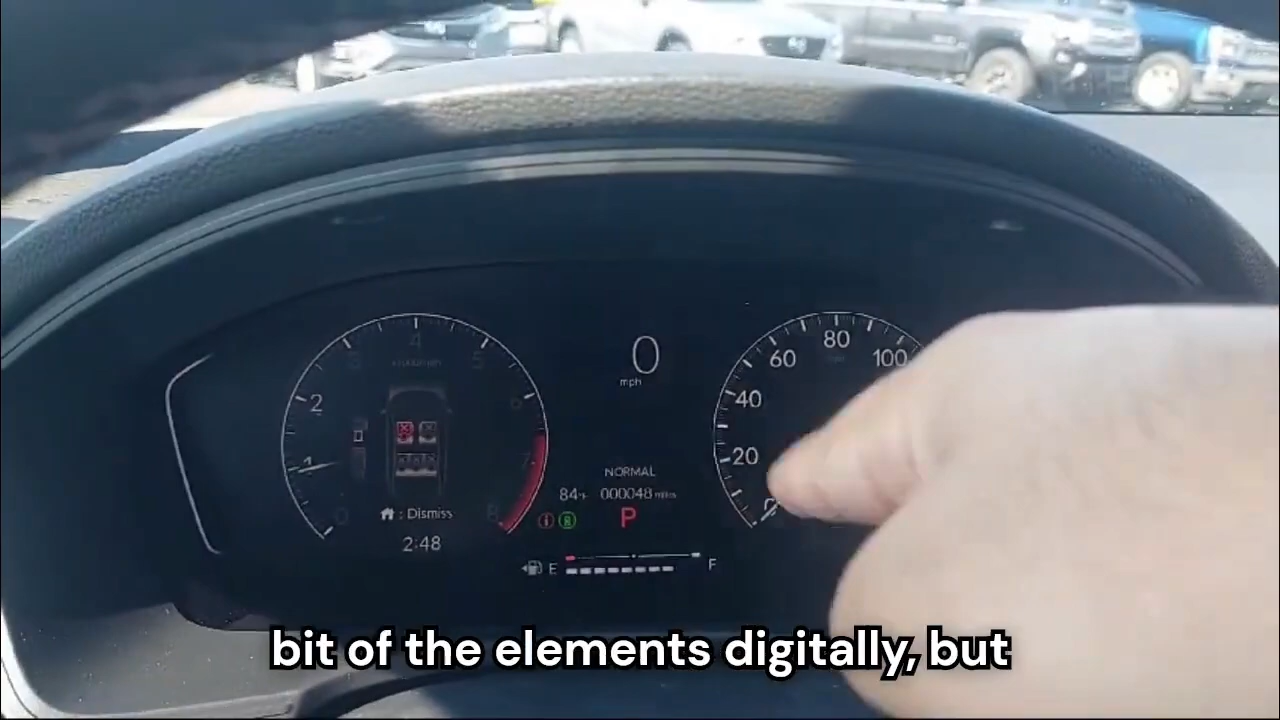 4
5
2
6
1
7
0
8
: Dismiss
2:48
0
mph
NORMAL
84°F 000048 miles
P
E F
80
60 100
40
20
bit of the elements digitally, but